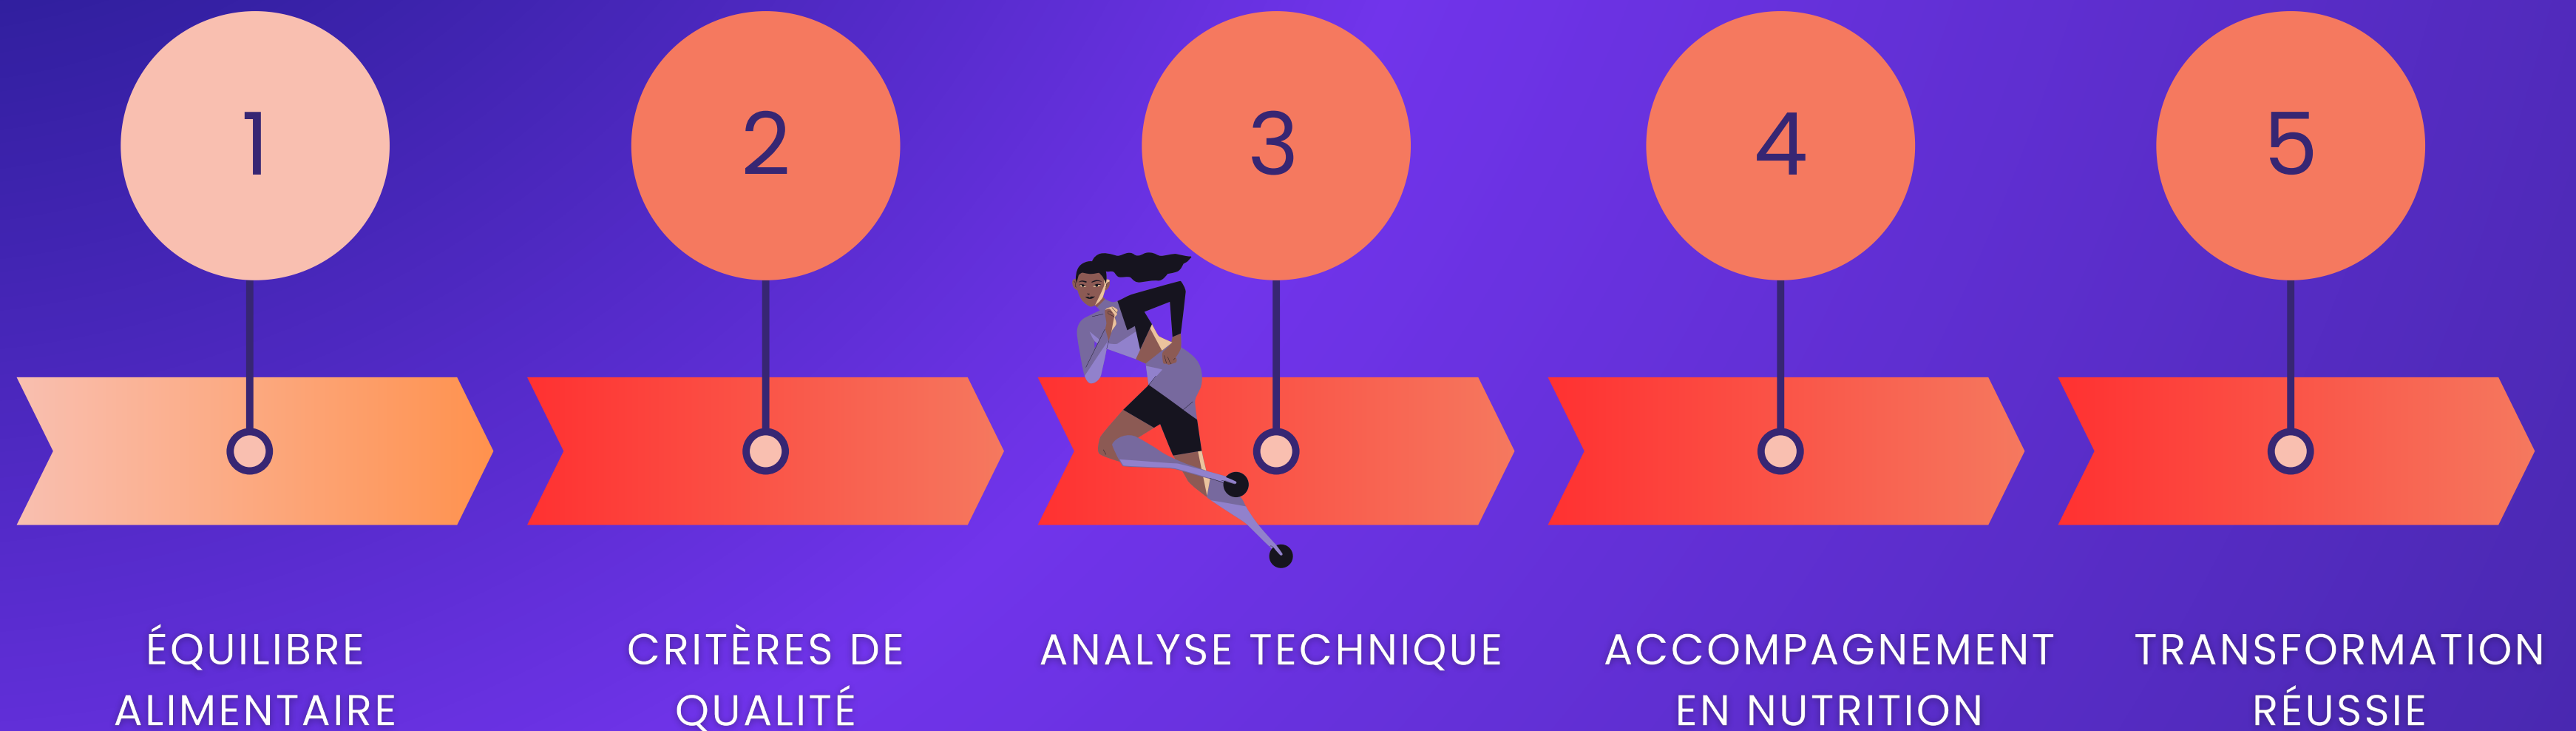 1
2
3
4
5
ÉQUILIBRE
ALIMENTAIRE
CRITÈRES DE
QUALITÉ
ANALYSE TECHNIQUE
ACCOMPAGNEMENT
EN NUTRITION
TRANSFORMATION
RÉUSSIE